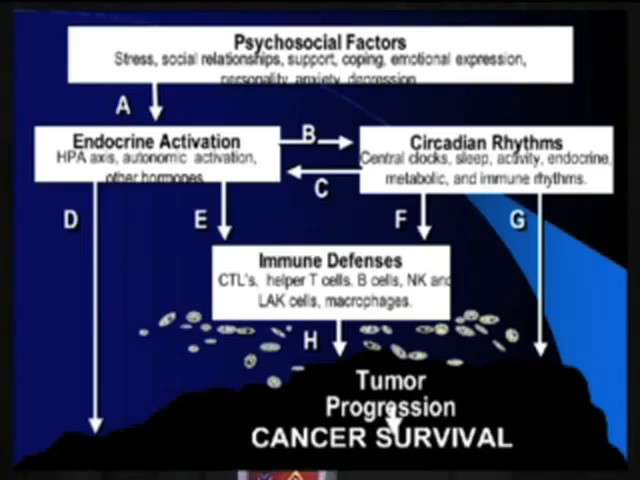 Psychosocial Factors
Stress, social relationships, support, coping, emotional expression,
personality, anxiety, depression
A
Endocrine Activation
HPA axis, autonomic activation,
other hormones
B
Circadian Rhythms
Central clocks, sleep, activity, endocrine,
metabolic, and immune rhythms.
C
D
E
F
G
Immune Defenses
CTL's, helper T cells, B cells, NK and
LAK cells, macrophages.
H
Tumor
Progression
CANCER SURVIVAL